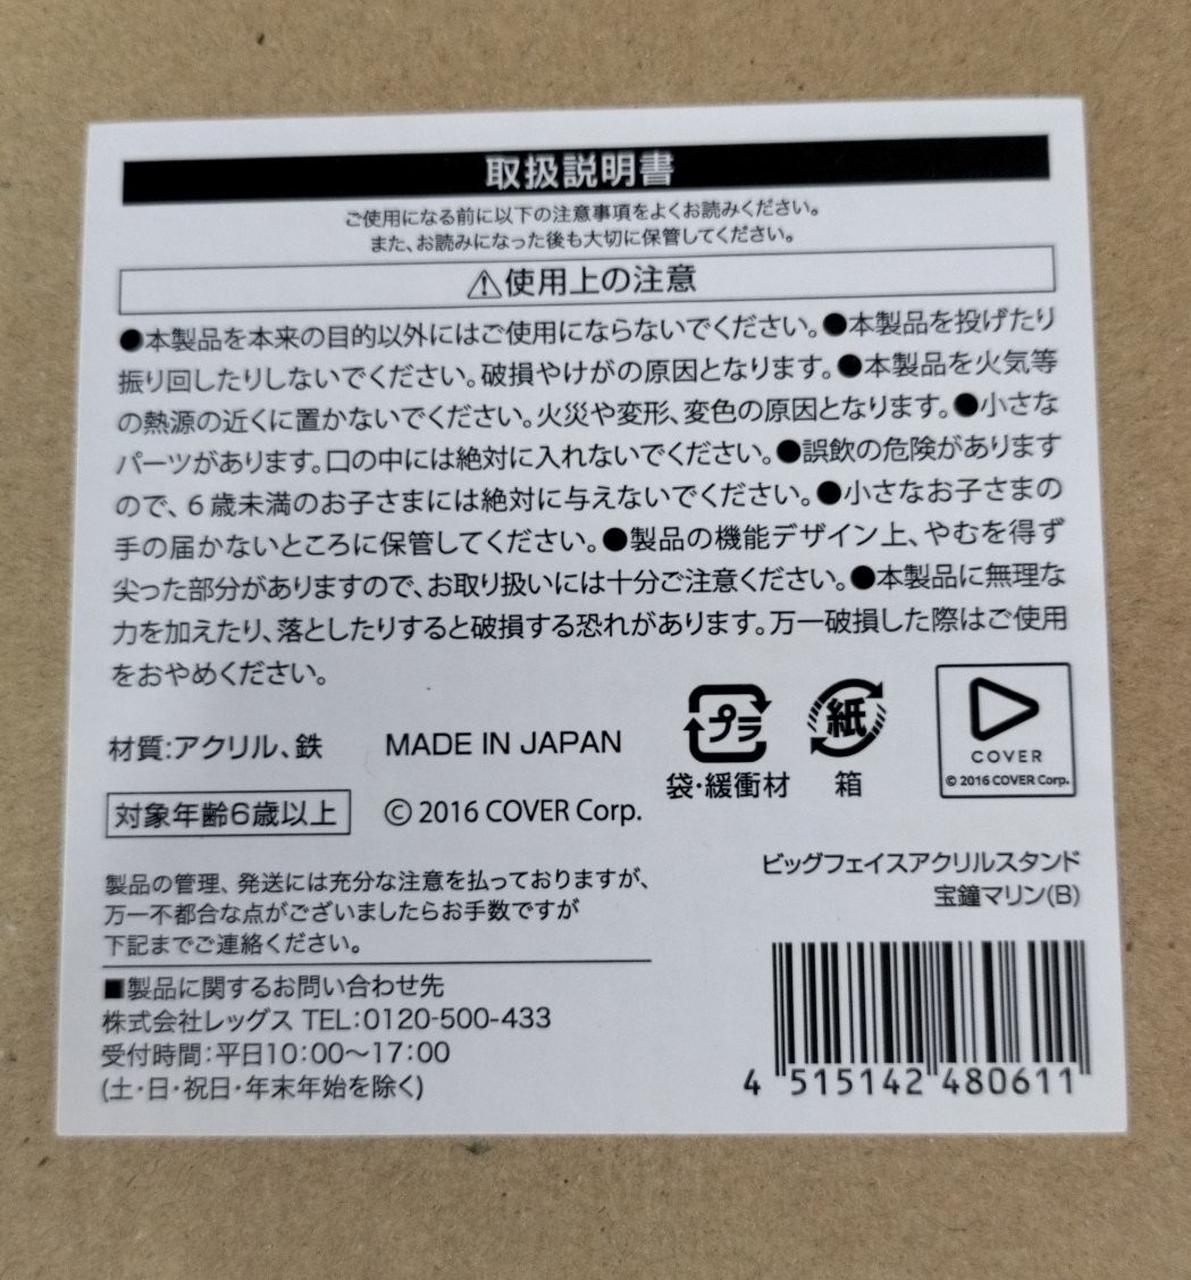 取扱説明書
ご使用になる前に以下の注意事項をよくお読みください。
また、お読みになった後も大切に保管してください。
⚠使用上の注意
●本製品を本来の目的以外にはご使用にならないでください。●本製品を投げたり
振り回したりしないでください。破損やけがの原因となります。●本製品を火気等
の熱源の近くに置かないでください。火災や変形、変色の原因となります。●小さな
パーツがあります。口の中には絶対に入れないでください。●誤飲の危険があります
ので、6歳未満のお子さまには絶対に与えないでください。●小さなお子さまの
手の届かないところに保管してください。●製品の機能デザイン上、やむを得ず
尖った部分がありますので、お取り扱いには十分ご注意ください。●本製品に無理な
力を加えたり、落としたりすると破損する恐れがあります。万一破損した際はご使用
をおやめください。
材質:アクリル、鉄
MADE IN JAPAN
プラ
袋・緩衝材
紙
箱
COVER
© 2016 COVER Corp.
対象年齢6歳以上
© 2016 COVER Corp.
製品の管理、発送には充分な注意を払っておりますが、
万一不都合な点がございましたらお手数ですが
下記までご連絡ください。
■製品に関するお問い合わせ先
株式会社レッグス TEL:0120-500-433
受付時間:平日10:00〜17:00
(土・日・祝日・年末年始を除く)
ビッグフェイスアクリルスタンド
宝鐘マリン(B)
4 515142 480611